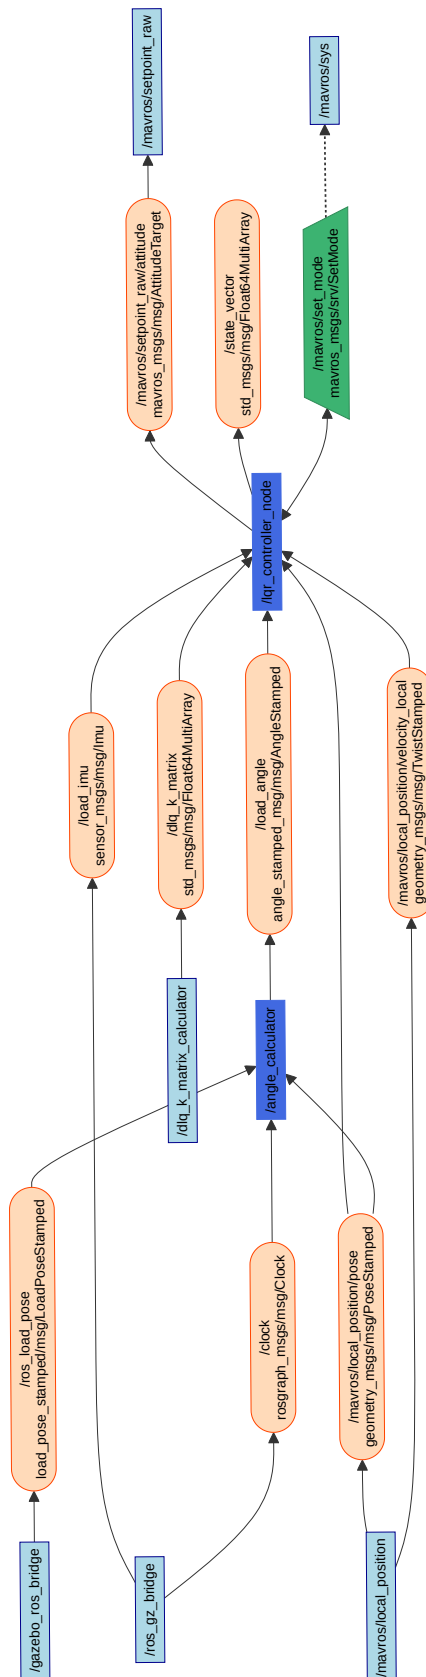 /mavros/setpoint_raw
/mavros/sys
/mavros/setpoint_raw/attitude
mavros_msgs/msg/AttitudeTarget
/state_vector
std_msgs/msg/Float64MultiArray
/mavros/set_mode
mavros_msgs/srv/SetMode
/lqr_controller_node
/load_imu
sensor_msgs/msg/Imu
/dlq_k_matrix
std_msgs/msg/Float64MultiArray
/load_angle
angle_stamped_msg/msg/AngleStamped
/mavros/local_position/velocity_local
geometry_msgs/msg/TwistStamped
/dlq_k_matrix_calculator
/angle_calculator
/ros_load_pose
load_pose_stamped/msg/LoadPoseStamped
/clock
rosgraph_msgs/msg/Clock
/mavros/local_position/pose
geometry_msgs/msg/PoseStamped
/gazebo_ros_bridge
/ros_gz_bridge
/mavros/local_position